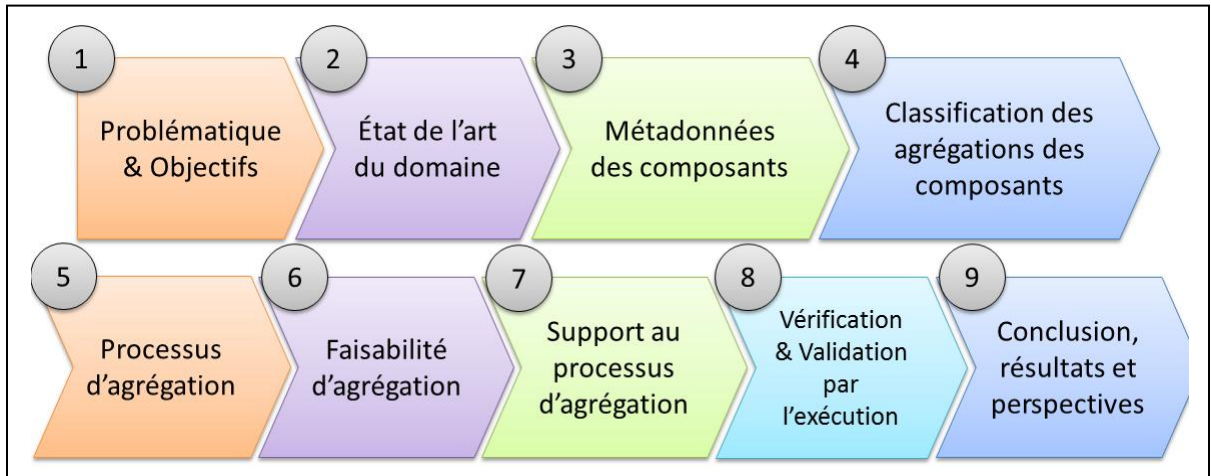 1
Problématique
& Objectifs
2
État de l’art
du domaine
3
Métadonnées
des composants
4
Classification des
agrégations des
composants
5
Processus
d’agrégation
6
Faisabilité
d’agrégation
7
Support au
processus
d’agrégation
8
Vérification
& Validation
par
l’exécution
9
Conclusion,
résultats et
perspectives